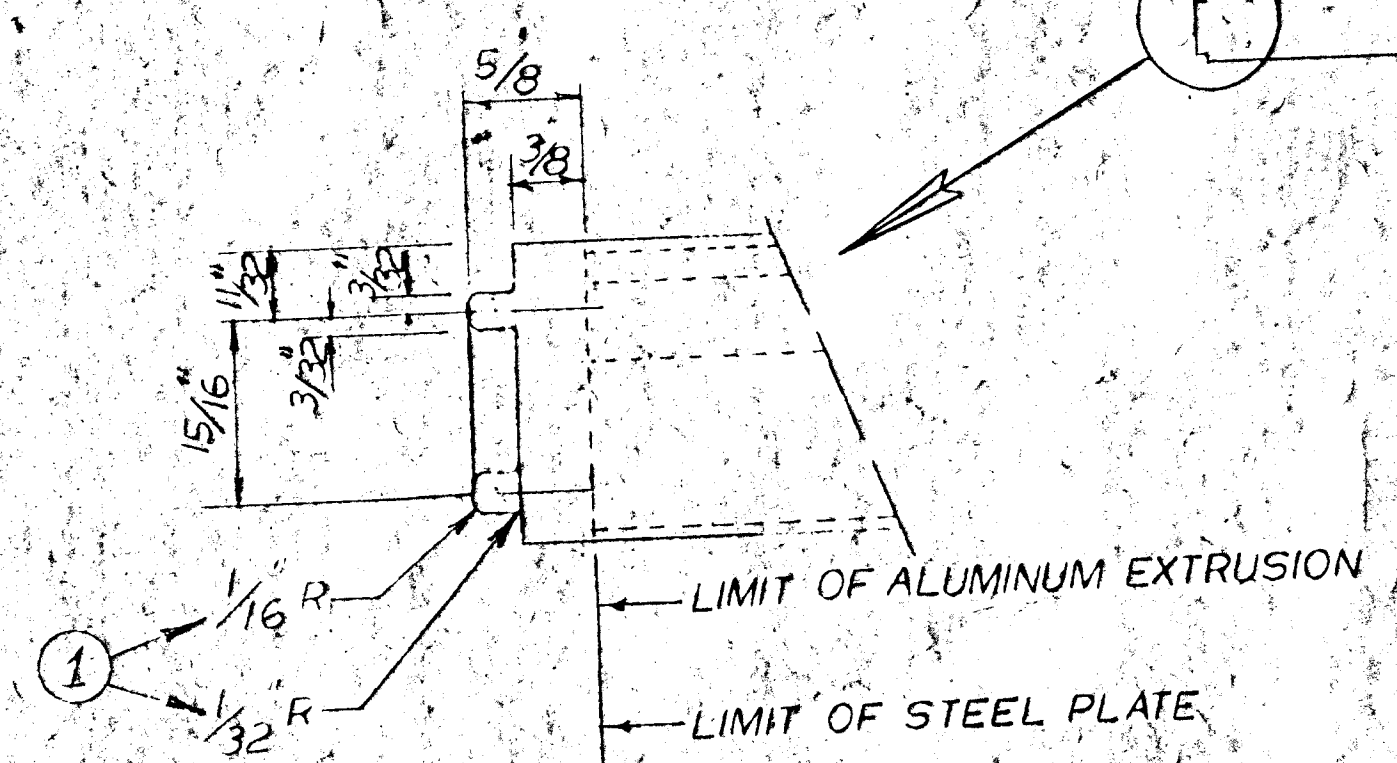 5/8
3/8
11/32"
3/32"
3/32"
15/16"
1/16" R
1
1/32" R
LIMIT OF ALUMINUM EXTRUSION
LIMIT OF STEEL PLATE